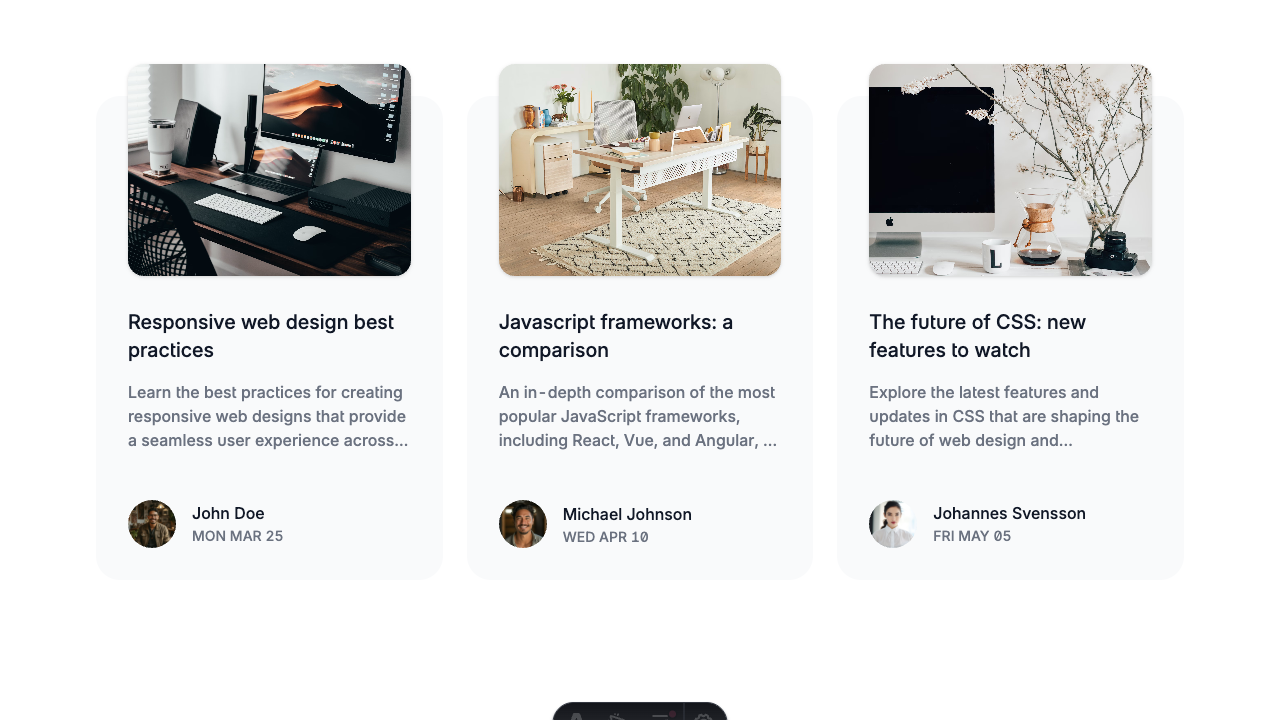 Responsive web design best
practices
Learn the best practices for creating
responsive web designs that provide
a seamless user experience across...
John Doe
MON MAR 25
Javascript frameworks: a
comparison
An in-depth comparison of the most
popular JavaScript frameworks,
including React, Vue, and Angular, ...
Michael Johnson
WED APR 10
L
The future of CSS: new
features to watch
Explore the latest features and
updates in CSS that are shaping the
future of web design and...
Johannes Svensson
FRI MAY 05